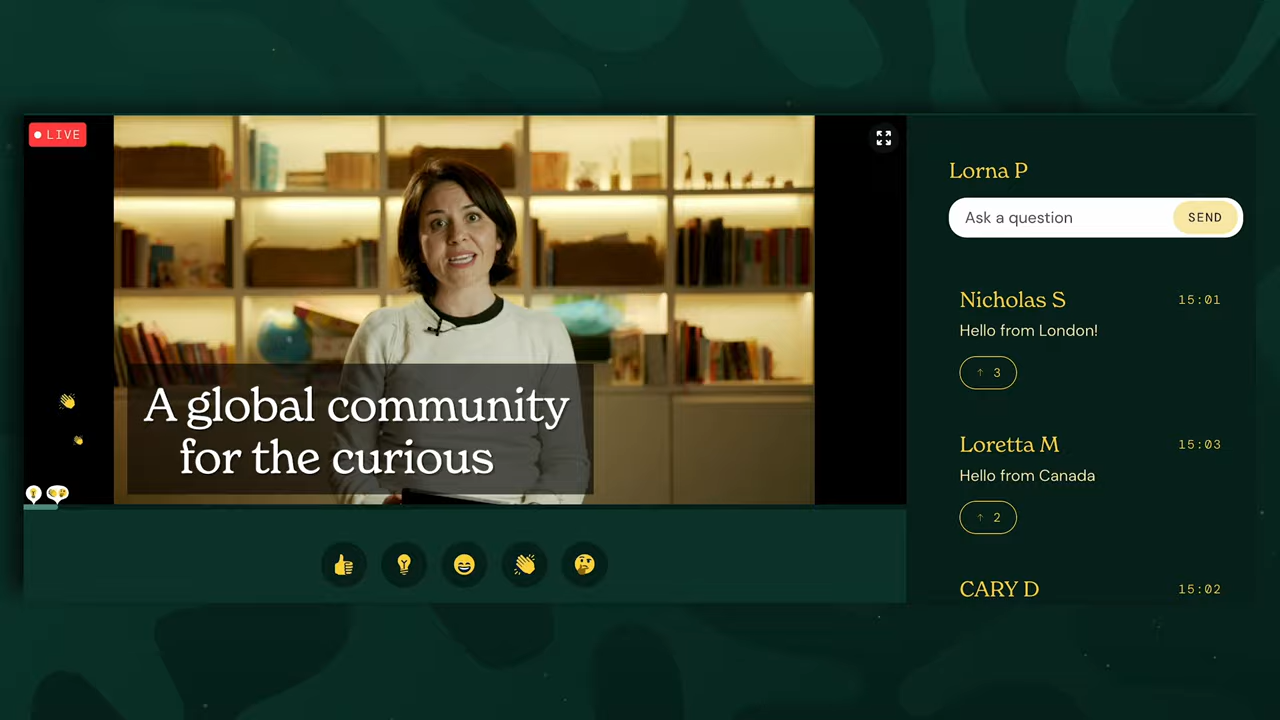 LIVE
A global community
for the curious
Lorna P
Ask a question
SEND
Nicholas S
15:01
Hello from London!
↑ 3
Loretta M
15:03
Hello from Canada
↑ 2
CARY D
15:02